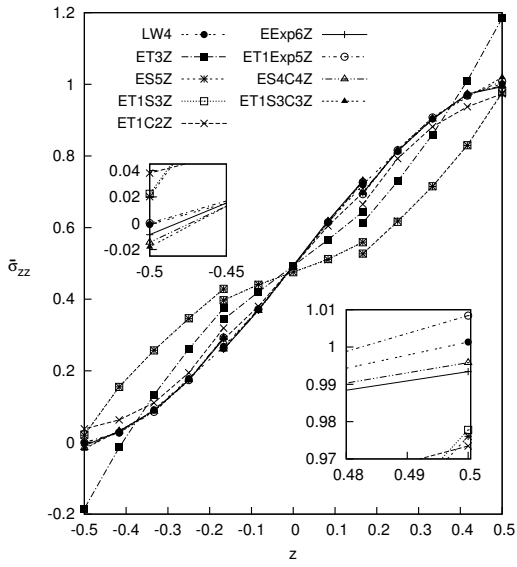 LW4
ET3Z
ES5Z
ET1S3Z
ET1C2Z
EExp6Z
ET1Exp5Z
ES4C4Z
ET1S3C3Z
1.2
1.0
0.8
0.6
0.4
0.2
0
-0.2
σ̄zz
0.04
0.02
0.00
-0.02
-0.5 -0.45
1.01
1.00
0.99
0.98
0.97
0.48 0.49 0.5
-0.5 -0.4 -0.3 -0.2 -0.1 0 0.1 0.2 0.3 0.4 0.5
z